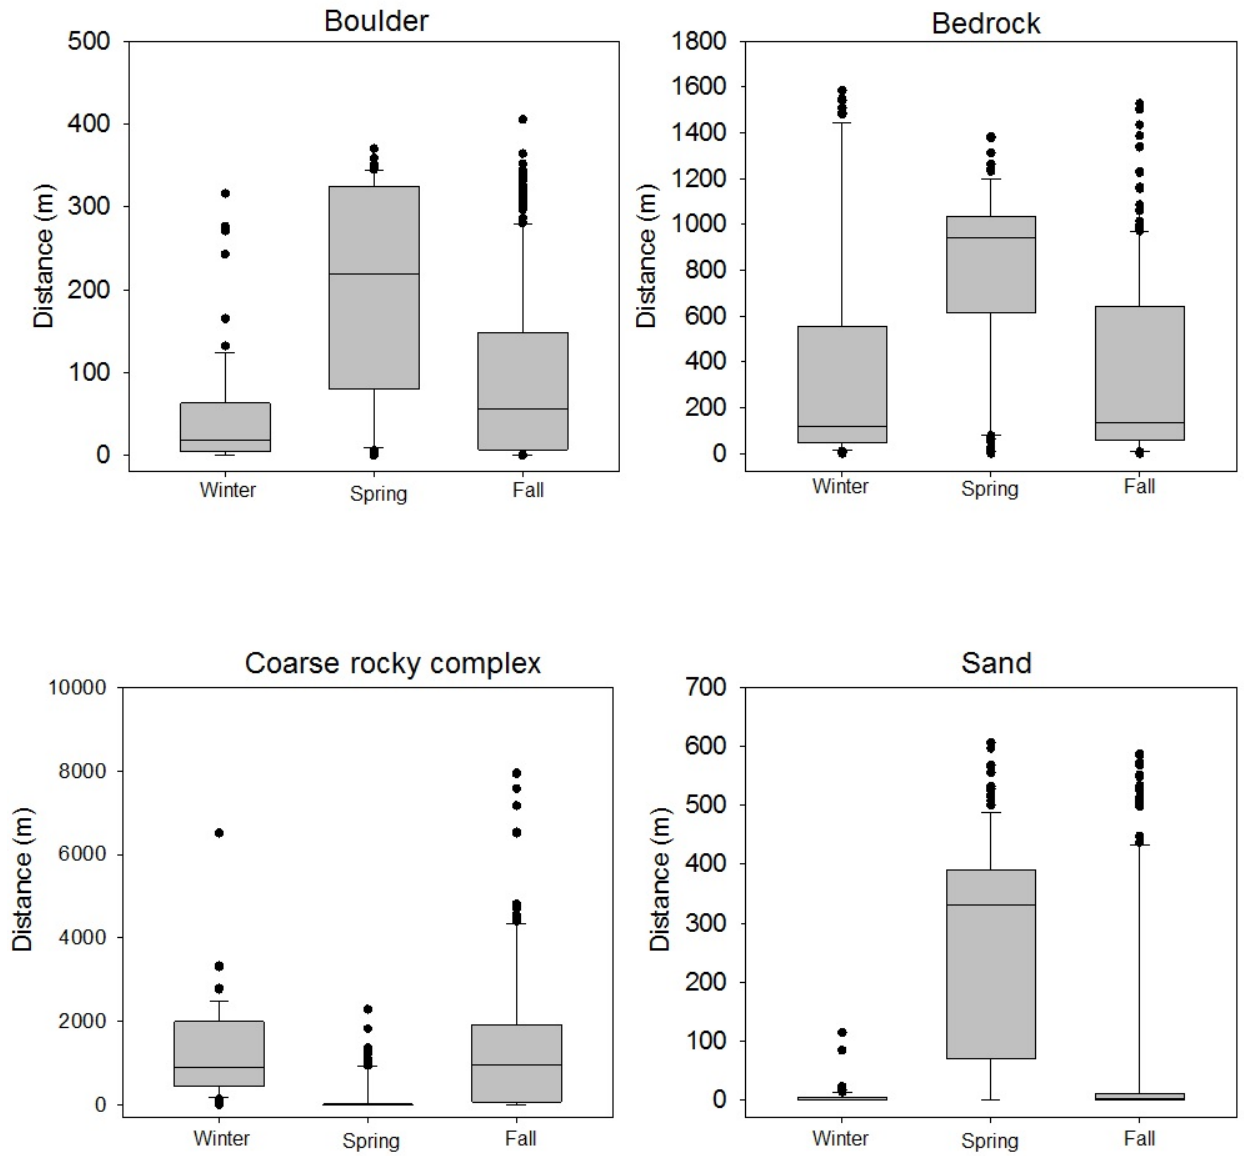 Boulder
500
400
300
200
100
0
Distance (m)
Winter
Spring
Fall
Bedrock
1800
1600
1400
1200
1000
800
600
400
200
0
Distance (m)
Winter
Spring
Fall
Coarse rocky complex
10000
8000
6000
4000
2000
0
Distance (m)
Winter
Spring
Fall
Sand
700
600
500
400
300
200
100
0
Distance (m)
Winter
Spring
Fall